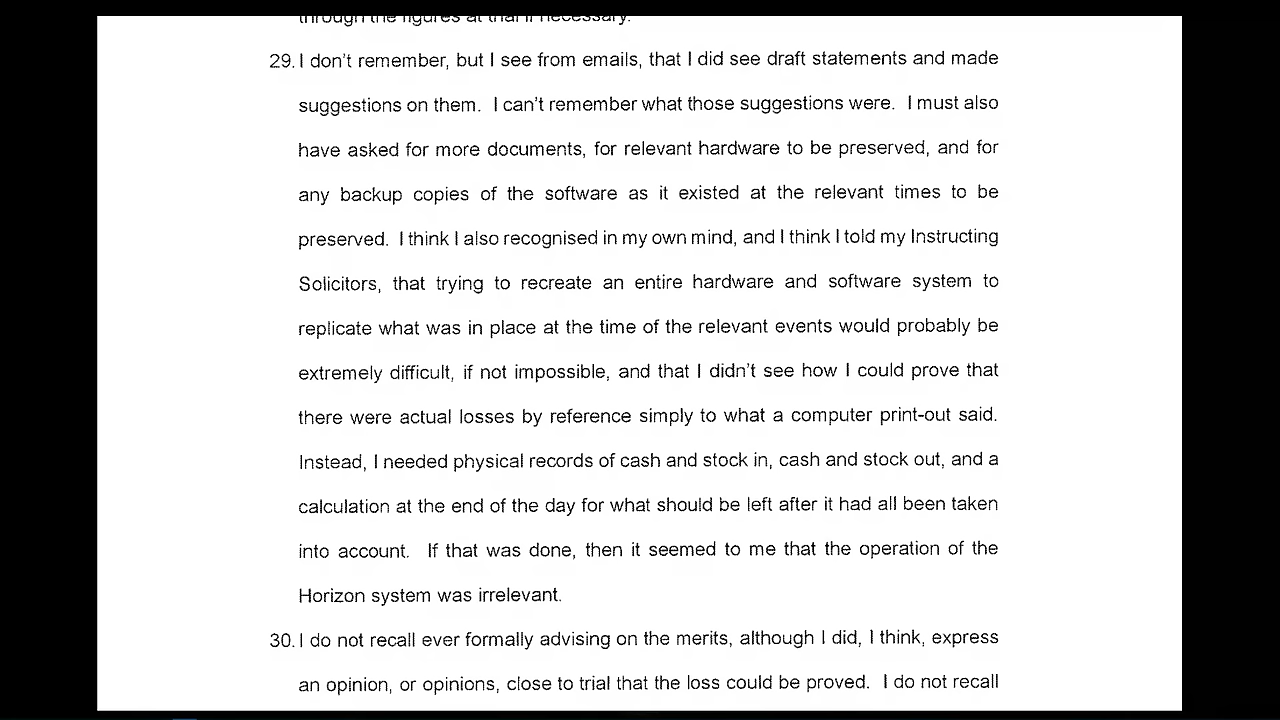 through the figures at trial if necessary.
29. I don't remember, but I see from emails, that I did see draft statements and made
suggestions on them. I can't remember what those suggestions were. I must also
have asked for more documents, for relevant hardware to be preserved, and for
any backup copies of the software as it existed at the relevant times to be
preserved. I think I also recognised in my own mind, and I think I told my Instructing
Solicitors, that trying to recreate an entire hardware and software system to
replicate what was in place at the time of the relevant events would probably be
extremely difficult, if not impossible, and that I didn't see how I could prove that
there were actual losses by reference simply to what a computer print-out said.
Instead, I needed physical records of cash and stock in, cash and stock out, and a
calculation at the end of the day for what should be left after it had all been taken
into account. If that was done, then it seemed to me that the operation of the
Horizon system was irrelevant.
30. I do not recall ever formally advising on the merits, although I did, I think, express
an opinion, or opinions, close to trial that the loss could be proved. I do not recall